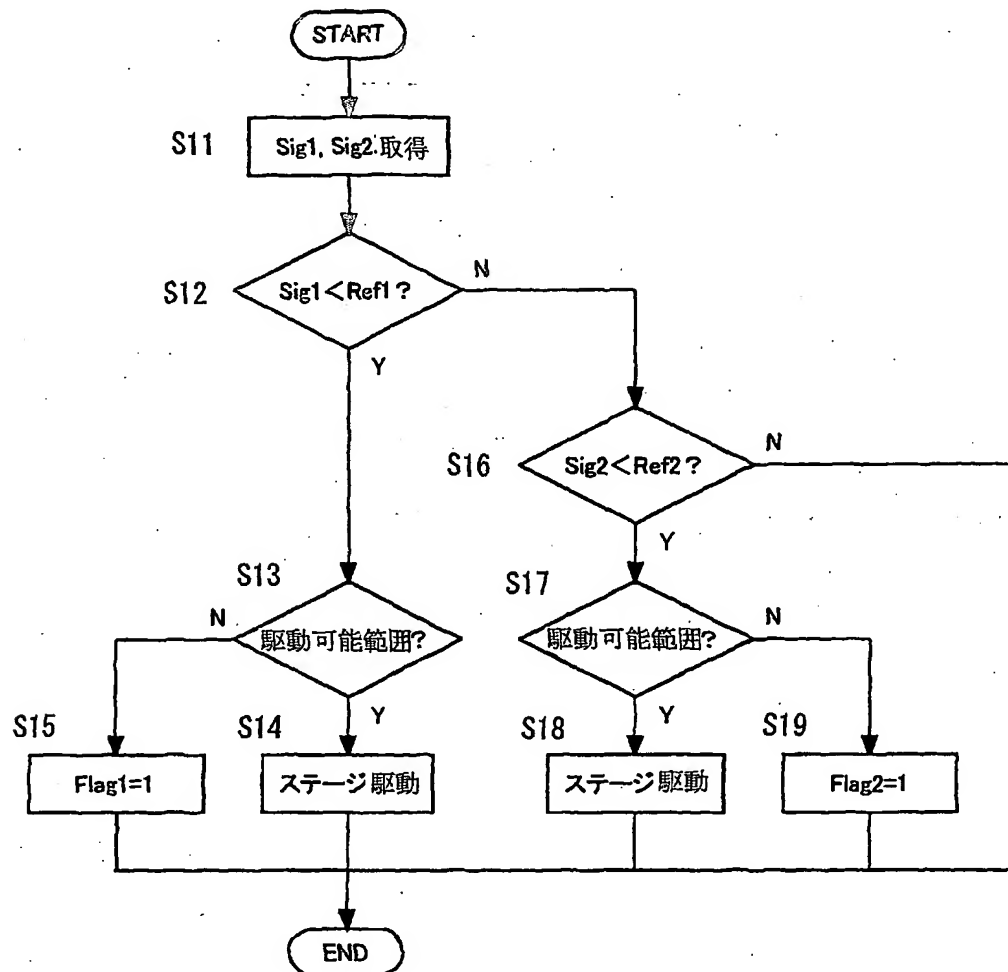 START
S11
Sig1, Sig2:取得
S12
Sig1<Ref1?
N
Y
S16
Sig2<Ref2?
N
Y
S13
N
駆動可能範囲?
Y
S17
駆動可能範囲?
N
Y
S15
Flag1=1
S14
ステージ駆動
S18
ステージ駆動
S19
Flag2=1
END